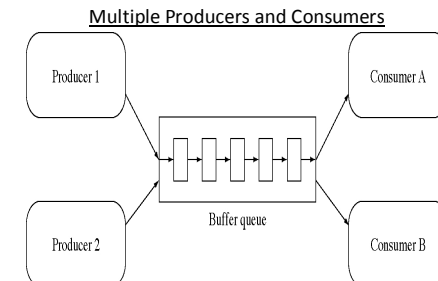 Multiple Producers and Consumers
Producer 1
Consumer A
Buffer queue
Producer 2
Consumer B